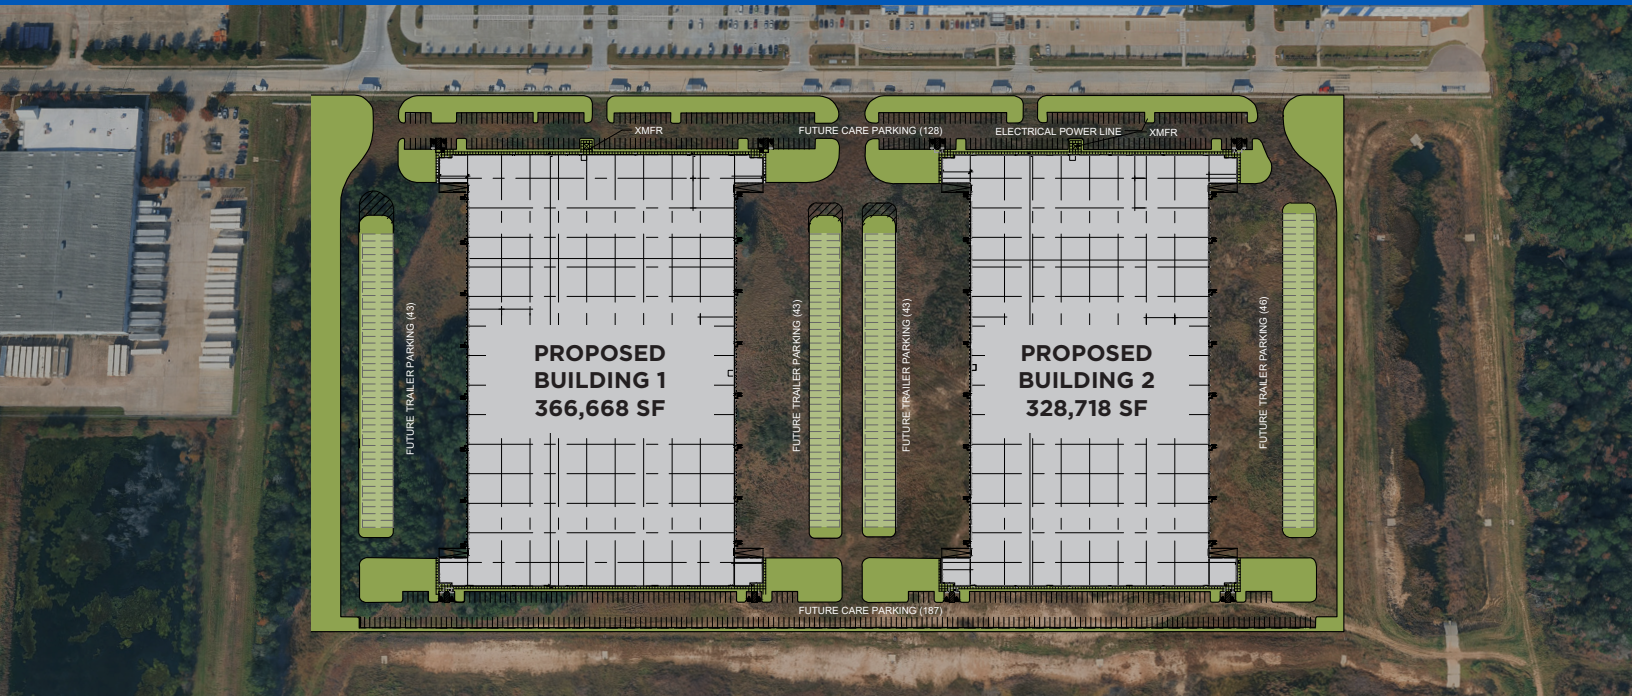 XMFR
FUTURE CARE PARKING (128)
ELECTRICAL POWER LINE
XMFR
FUTURE TRAILER PARKING (43)
PROPOSED
BUILDING 1
366,668 SF
FUTURE TRAILER PARKING (43)
FUTURE TRAILER PARKING (43)
PROPOSED
BUILDING 2
328,718 SF
FUTURE TRAILER PARKING (46)
FUTURE CARE PARKING (187)